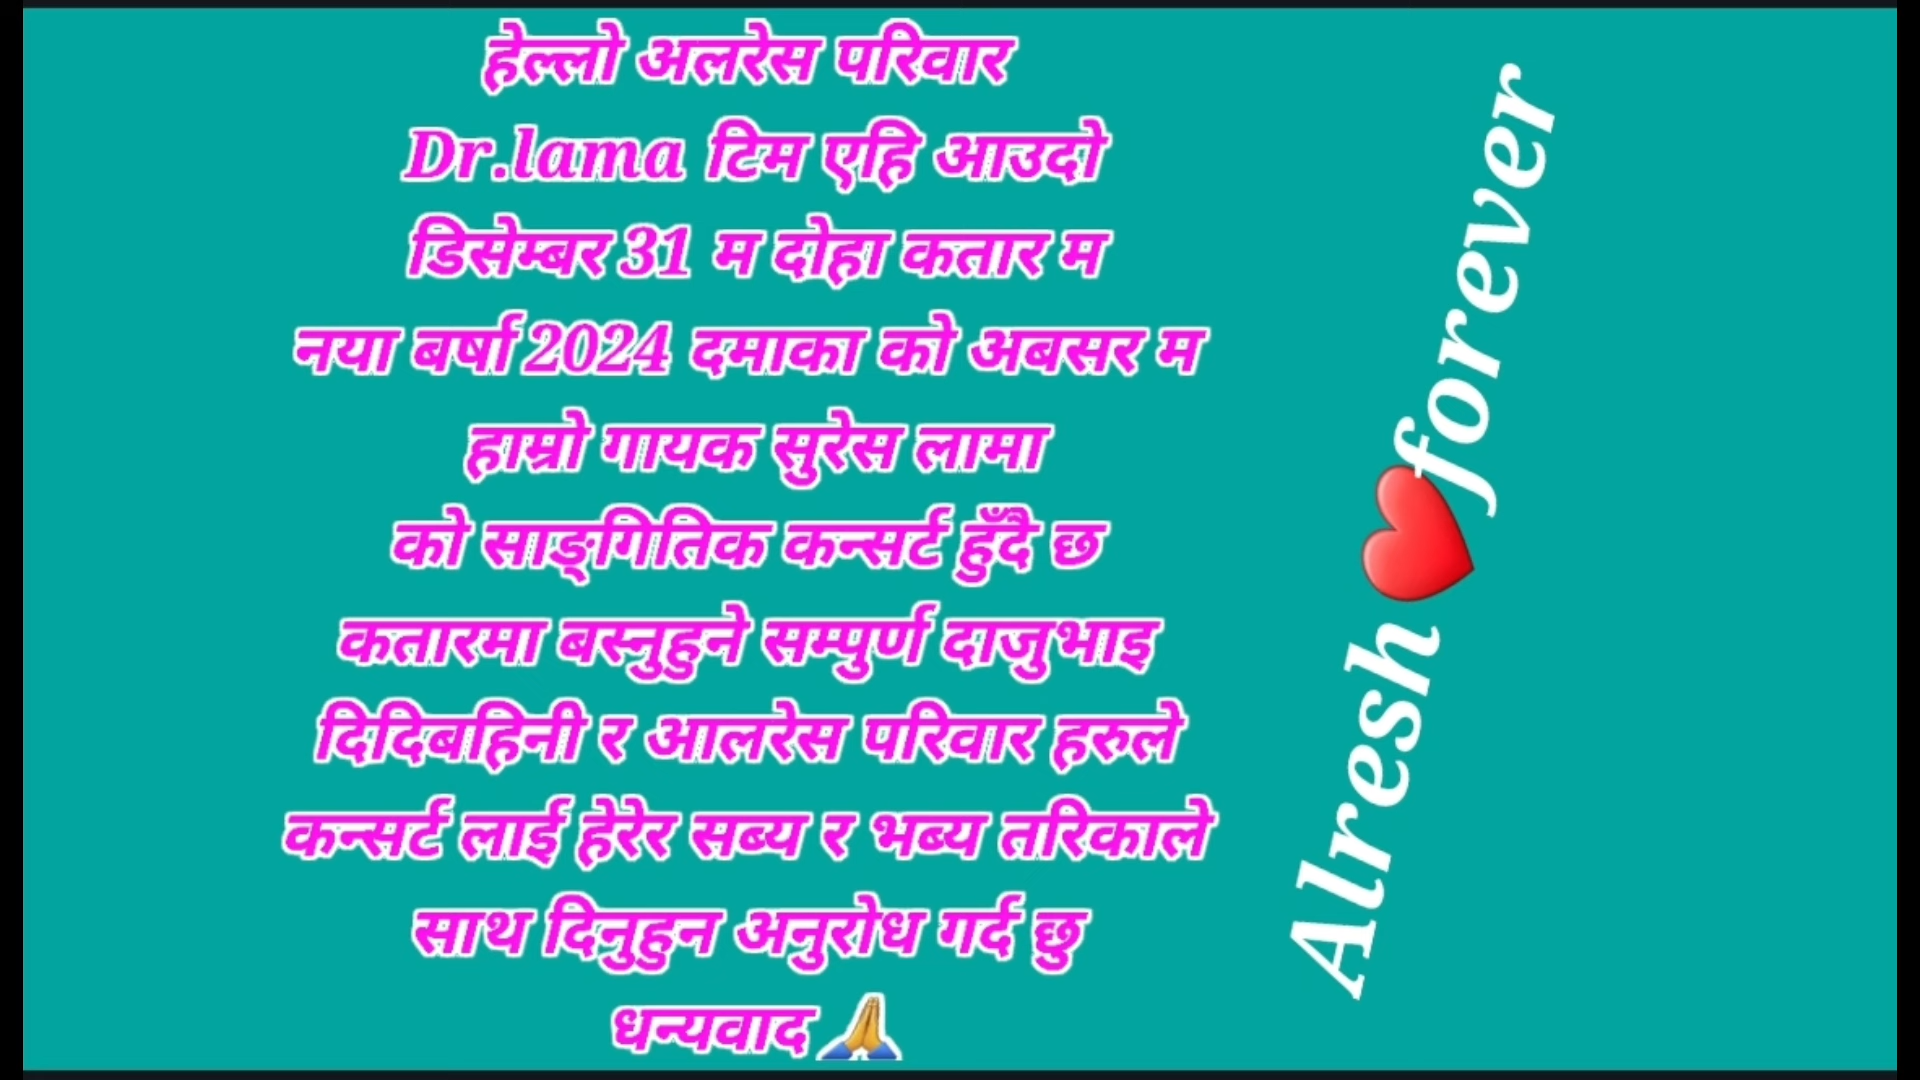 हेल्लो अलरेस परिवार
Dr.lama टिम एहि आउदो
डिसेम्बर 31 म दोहा कतार म
नया बर्षा 2024 दमाका को अबसर म
हाम्रो गायक सुरेस लामा
को साङ्गितिक कन्सर्ट हुँदै छ
कतारमा बस्नुहुने सम्पुर्ण दाजुभाइ
दिदिबहिनी र आलरेस परिवार हरुले
कन्सर्ट लाई हेरेर सब्य र भब्य तरिकाले
साथ दिनुहुन अनुरोध गर्द छु
धन्यवाद 🙏
Alresh ❤️forever